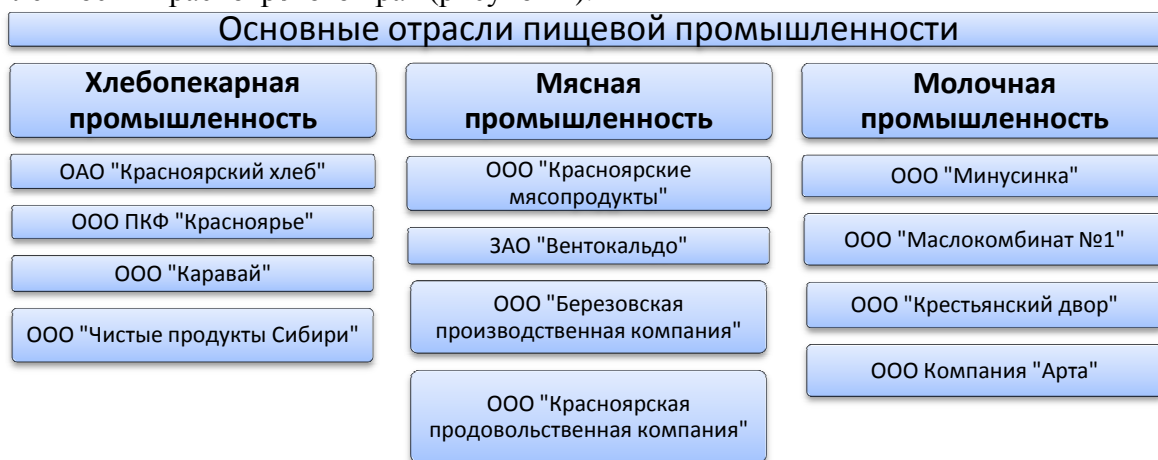 Основные отрасли пищевой промышленности
Хлебопекарная
промышленность
ОАО "Красноярский хлеб"
ООО ПКФ "Красноярье"
ООО "Каравай"
ООО "Чистые продукты Сибири"
Мясная
промышленность
ООО "Красноярские
мясопродукты"
ЗАО "Вентокальдо"
ООО "Березовская
производственная компания"
ООО "Красноярская
продовольственная компания"
Молочная
промышленность
ООО "Минусинка"
ООО "Маслокомбинат №1"
ООО "Крестьянский двор"
ООО Компания "Арта"